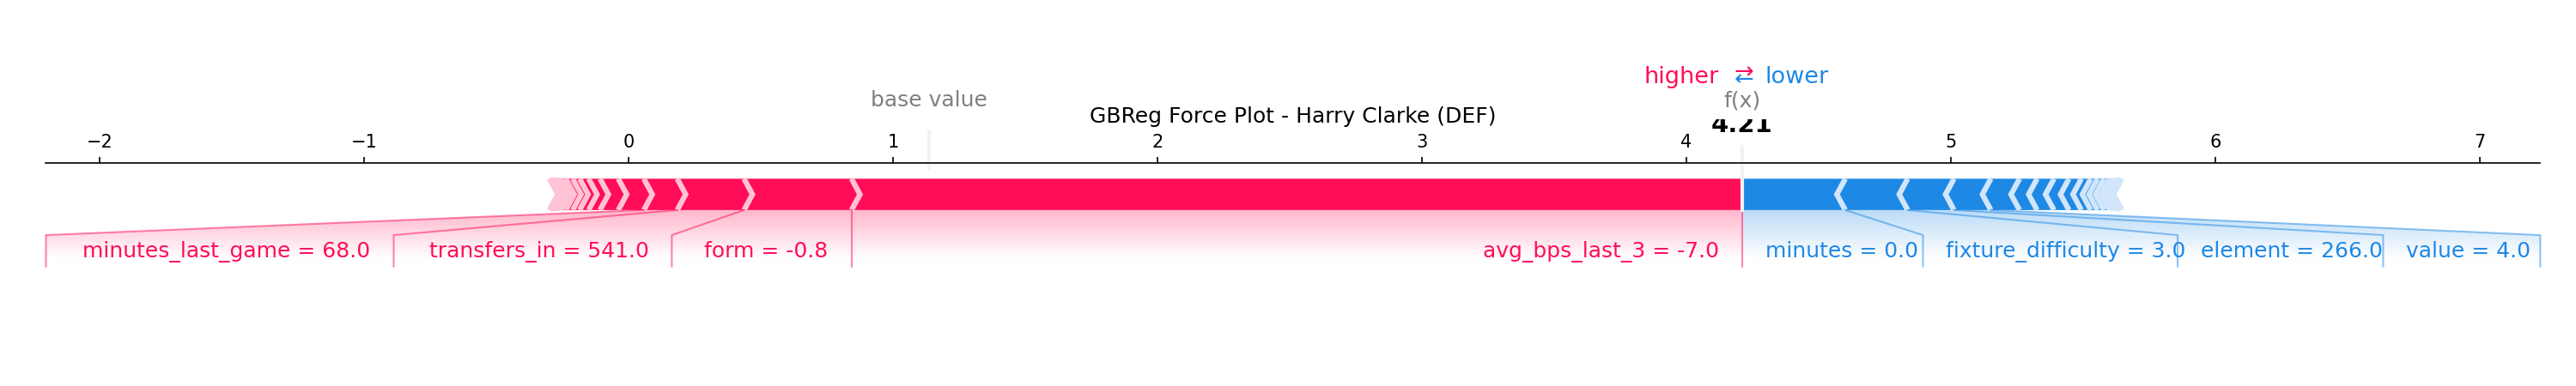 higher ⇄ lower
base value
f(x)
GBReg Force Plot - Harry Clarke (DEF)
4.21
−2 −1 0 1 2 3 4 5 6 7
minutes_last_game = 68.0 transfers_in = 541.0 form = -0.8 avg_bps_last_3 = -7.0 minutes = 0.0 fixture_difficulty = 3.0 element = 266.0 value = 4.0